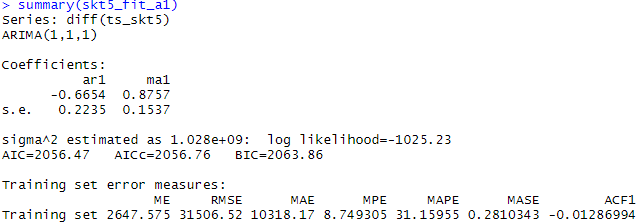 > summary(skt5_fit_a1)
Series: diff(ts_skt5)
ARIMA(1,1,1)
Coefficients:
ar1 ma1
-0.6654 0.8757
s.e. 0.2235 0.1537
sigma^2 estimated as 1.028e+09: log likelihood=-1025.23
AIC=2056.47 AICc=2056.76 BIC=2063.86
Training set error measures:
ME RMSE MAE MPE MAPE MASE ACF1
Training set 2647.575 31506.52 10318.17 8.749305 31.15955 0.2810343 -0.01286994